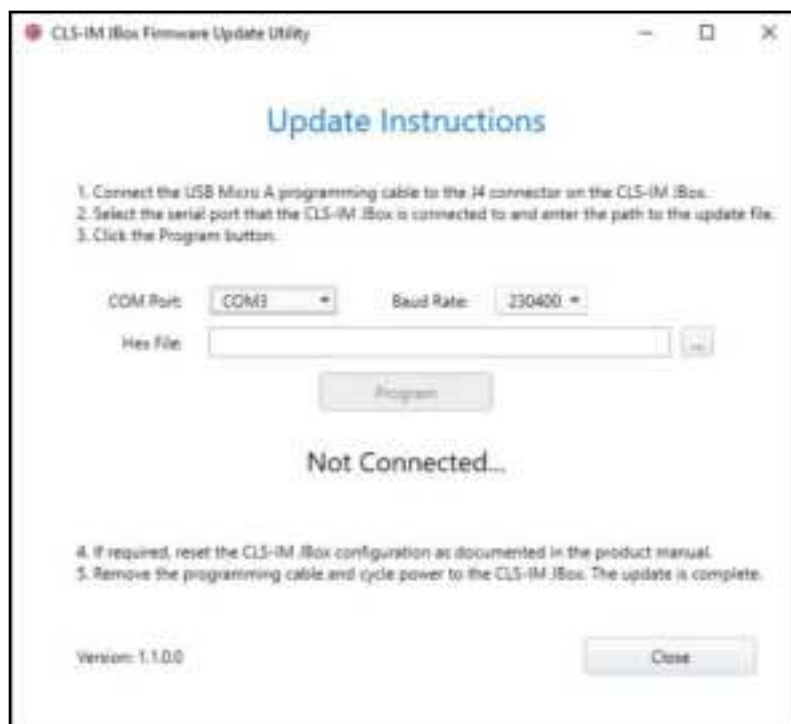 CLS-IM JBox Firmware Update Utility
Update Instructions
1. Connect the USB Micro A programming cable to the J4 connector on the CLS-IM JBox.
2. Select the serial port that the CLS-IM JBox is connected to and enter the path to the update file.
3. Click the Program button.
COM Port: COM3 Baud Rate: 230400
Hex File: ...
Program
Not Connected...
4. If required, reset the CLS-IM JBox configuration as documented in the product manual.
5. Remove the programming cable and cycle power to the CLS-IM JBox. The update is complete.
Version: 1.1.0.0 Close